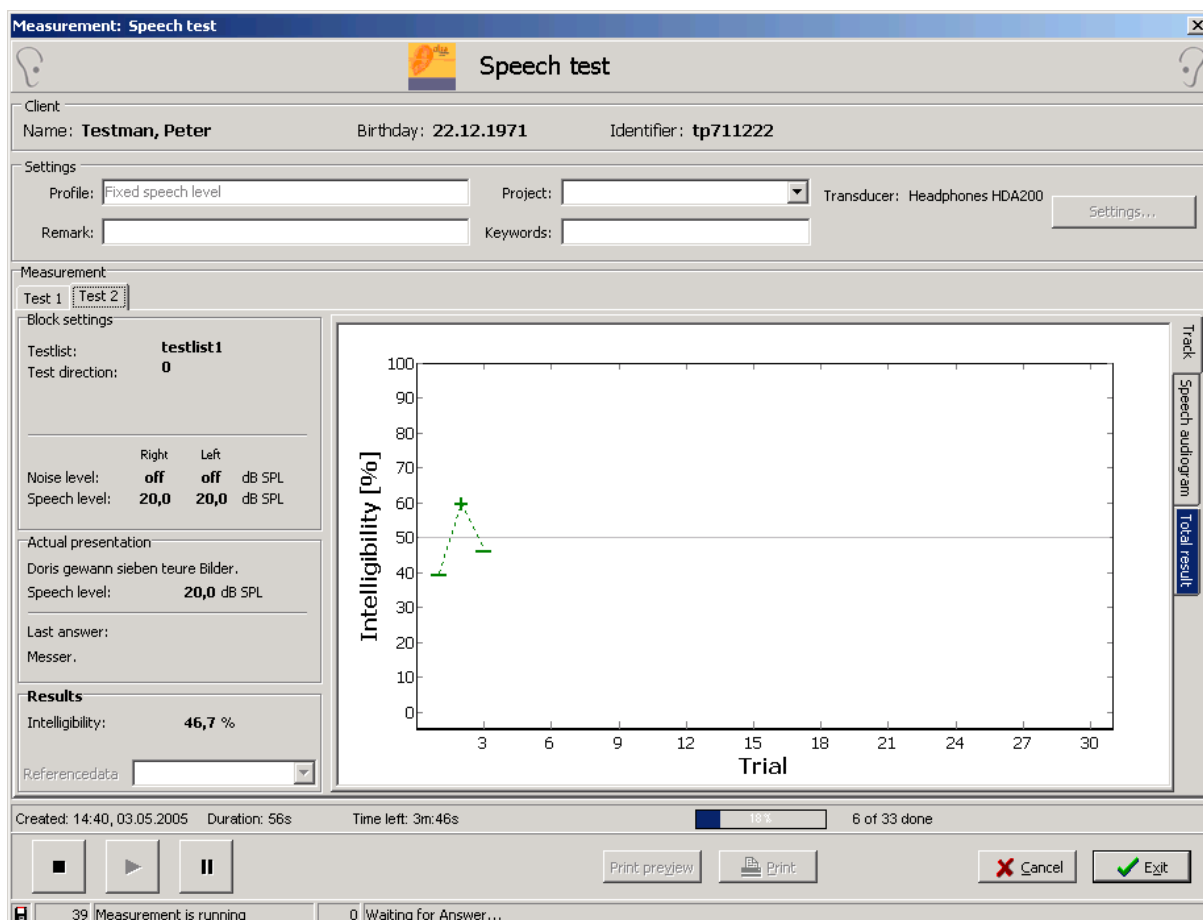 Measurement: Speech test
Speech test
Client
Name: Testman, Peter Birthday: 22.12.1971 Identifier: tp711222
Settings
Profile: Fixed speech level Project: Transducer: Headphones HDA200 Settings...
Remark: Keywords:
Measurement
Test 1 Test 2
Block settings
Testlist: testlist1
Test direction: 0
Right Left
Noise level: off off dB SPL
Speech level: 20,0 20,0 dB SPL
Actual presentation
Doris gewann sieben teure Bilder.
Speech level: 20,0 dB SPL
Last answer:
Messer.
Results
Intelligibility: 46,7 %
Referencedata
Intelligibility [%]
100
90
80
70
60
50
40
30
20
10
0
3 6 9 12 15 18 21 24 27 30
Trial
Track
Speech audiogram
Total result
Created: 14:40, 03.05.2005 Duration: 56s Time left: 3m:46s 18% 6 of 33 done
Print preview Print Cancel Exit
39 Measurement is running 0 Waiting for Answer...